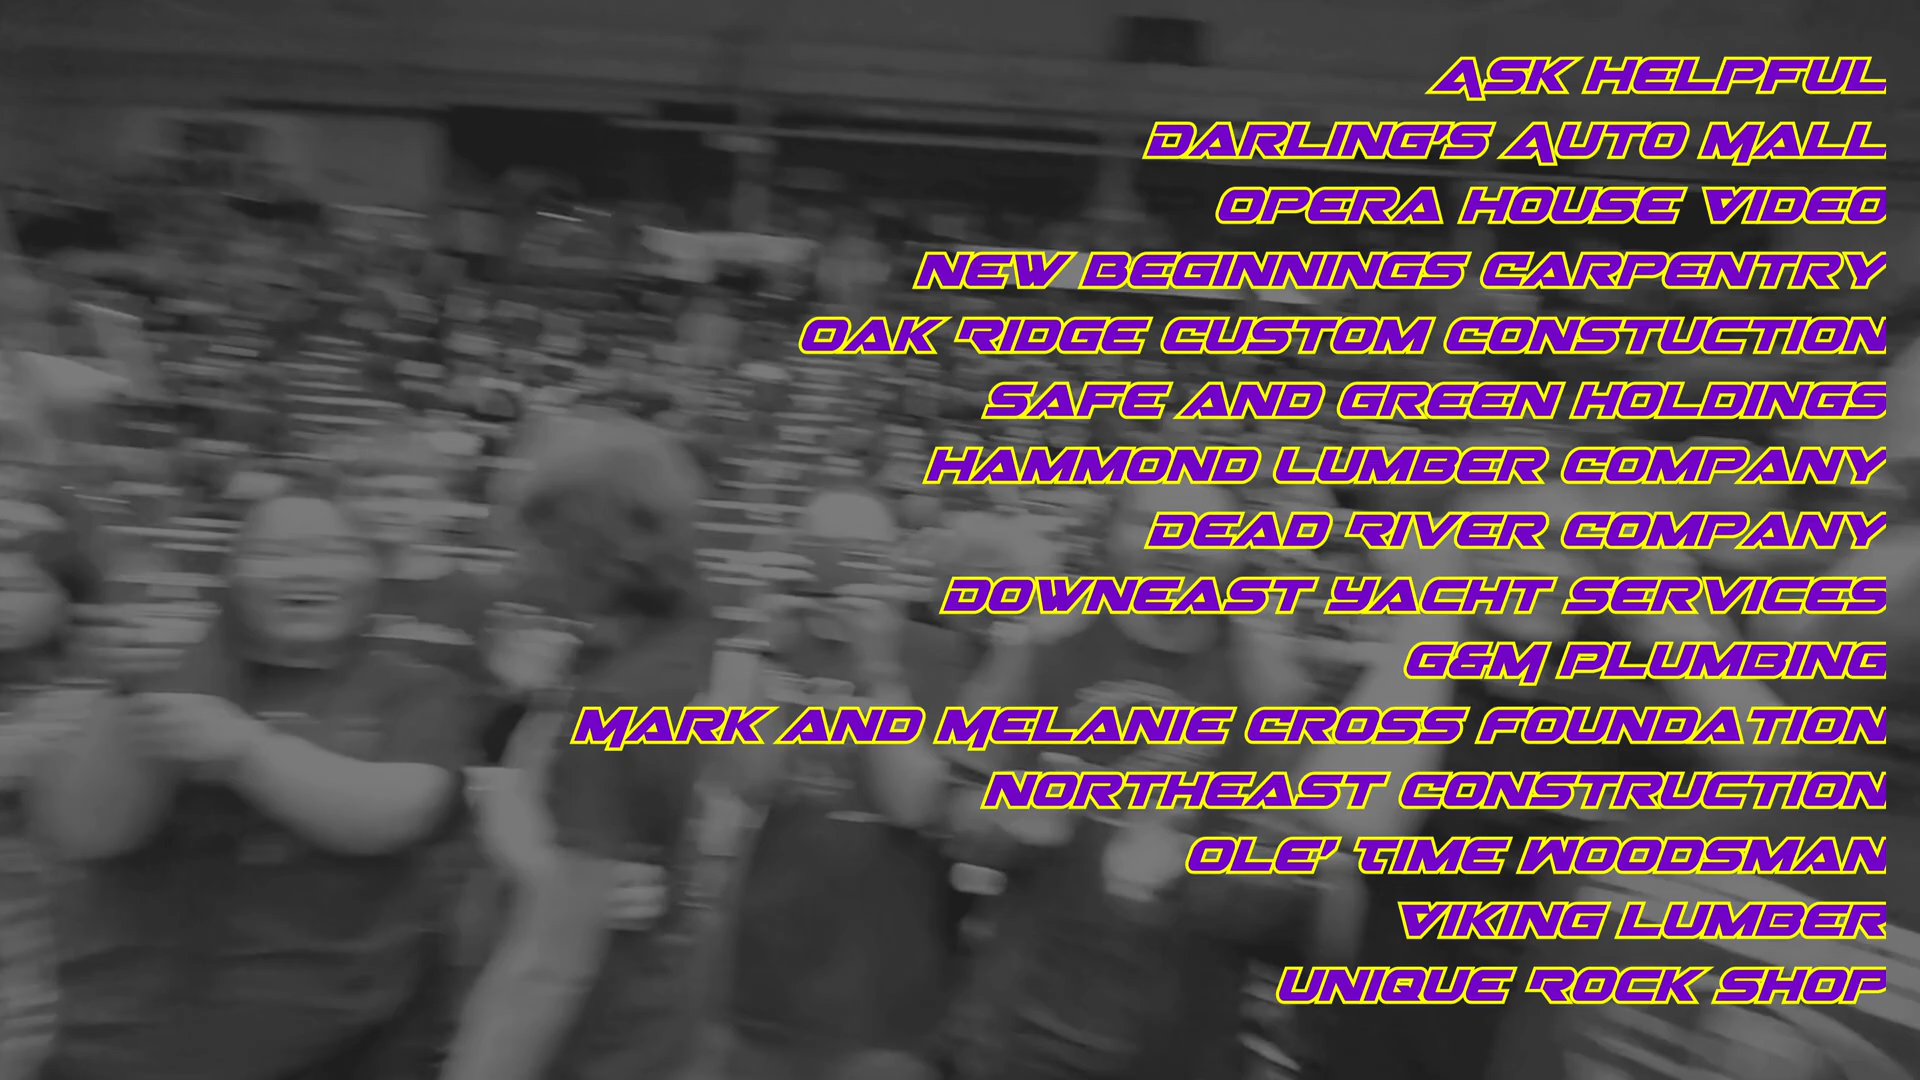 ASK HELPFUL
DARLING'S AUTO MALL
OPERA HOUSE VIDEO
NEW BEGINNINGS CARPENTRY
OAK RIDGE CUSTOM CONSTUCTION
SAFE AND GREEN HOLDINGS
HAMMOND LUMBER COMPANY
DEAD RIVER COMPANY
DOWNEAST YACHT SERVICES
G&M PLUMBING
MARK AND MELANIE CROSS FOUNDATION
NORTHEAST CONSTRUCTION
OLE' TIME WOODSMAN
VIKING LUMBER
UNIQUE ROCK SHOP